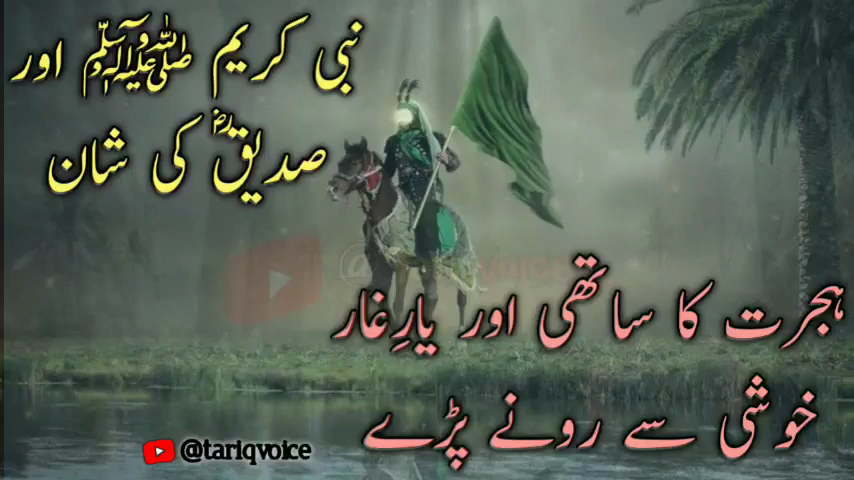 نبی کریم ﷺ اور
صدیقؓ کی شان
ہجرت کا ساتھی اور یارِغار
خوشی سے رونے پڑے
@tariqvoice